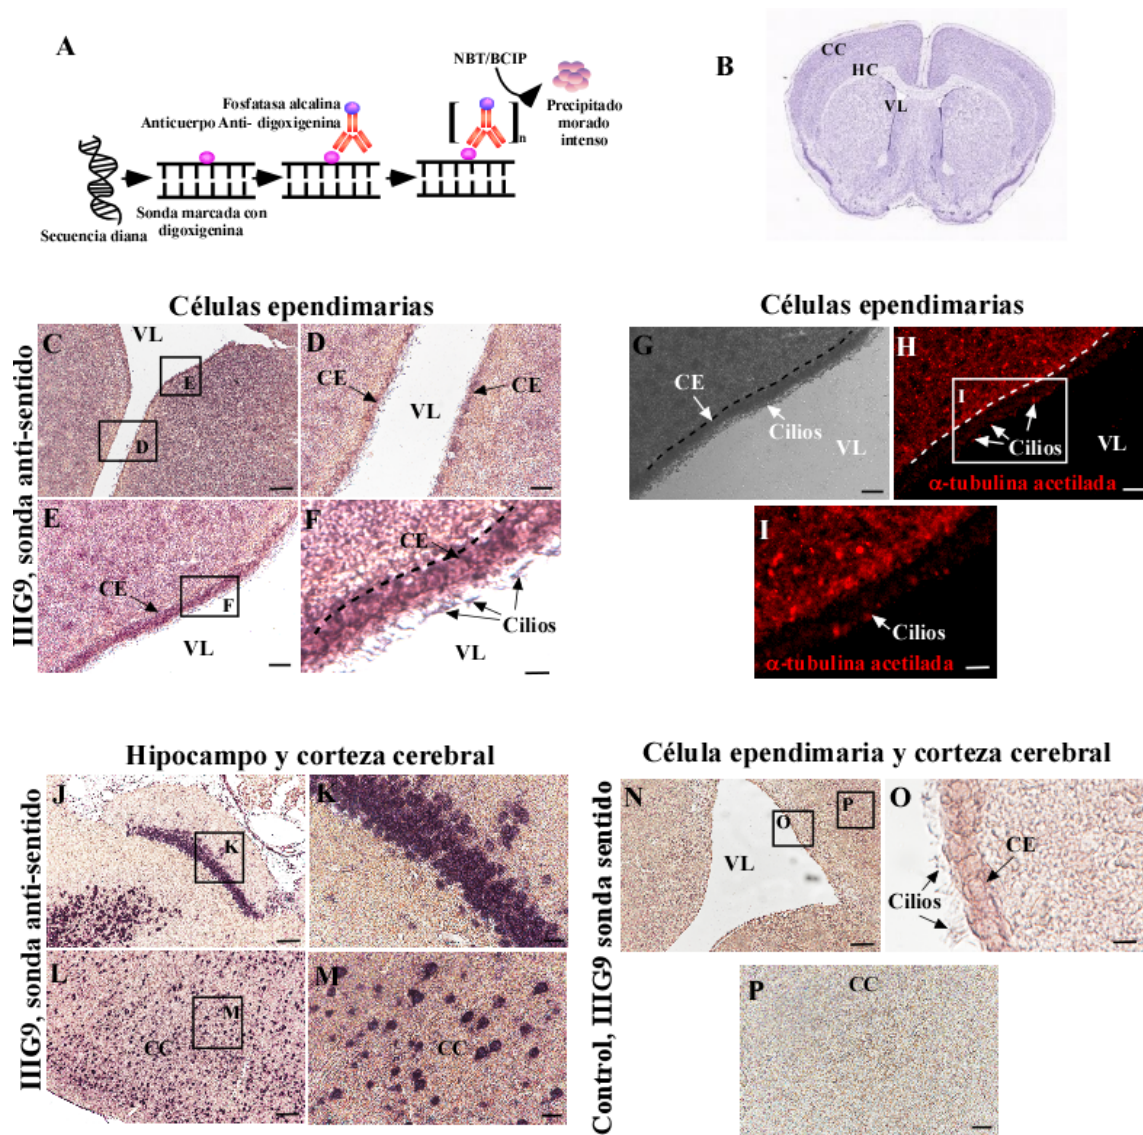 A
NBT/BCIP
Fosfatasa alcalina
Anticuerpo Anti- digoxigenina
n
Precipitado
morado
intenso
Sonda marcada con
digoxigenina
Secuencia diana
B
CC
HC
VL
Células ependimarias
IIIG9, sonda anti-sentido
C
VL
E
D
D
CE
VL
CE
E
CE
F
VL
F
CE
Cilios
VL
Células ependimarias
G
CE
Cilios
VL
H
I
Cilios
VL
α-tubulina acetilada
I
Cilios
α-tubulina acetilada
Hipocampo y corteza cerebral
IIIG9, sonda anti-sentido
J
K
K
L
M
CC
M
CC
Célula ependimaria y corteza cerebral
Control, IIIG9 sonda sentido
N
P
O
VL
O
CE
Cilios
P
CC